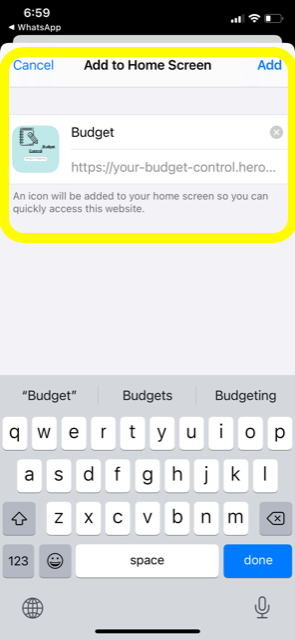 6:59
WhatsApp
Cancel Add to Home Screen Add
Budget
Budget
Control
https://your-budget-control.hero...
An icon will be added to your home screen so you can
quickly access this website.
“Budget” Budgets Budgeting
q w e r t y u i o p
a s d f g h j k l
z x c v b n m
123 space done